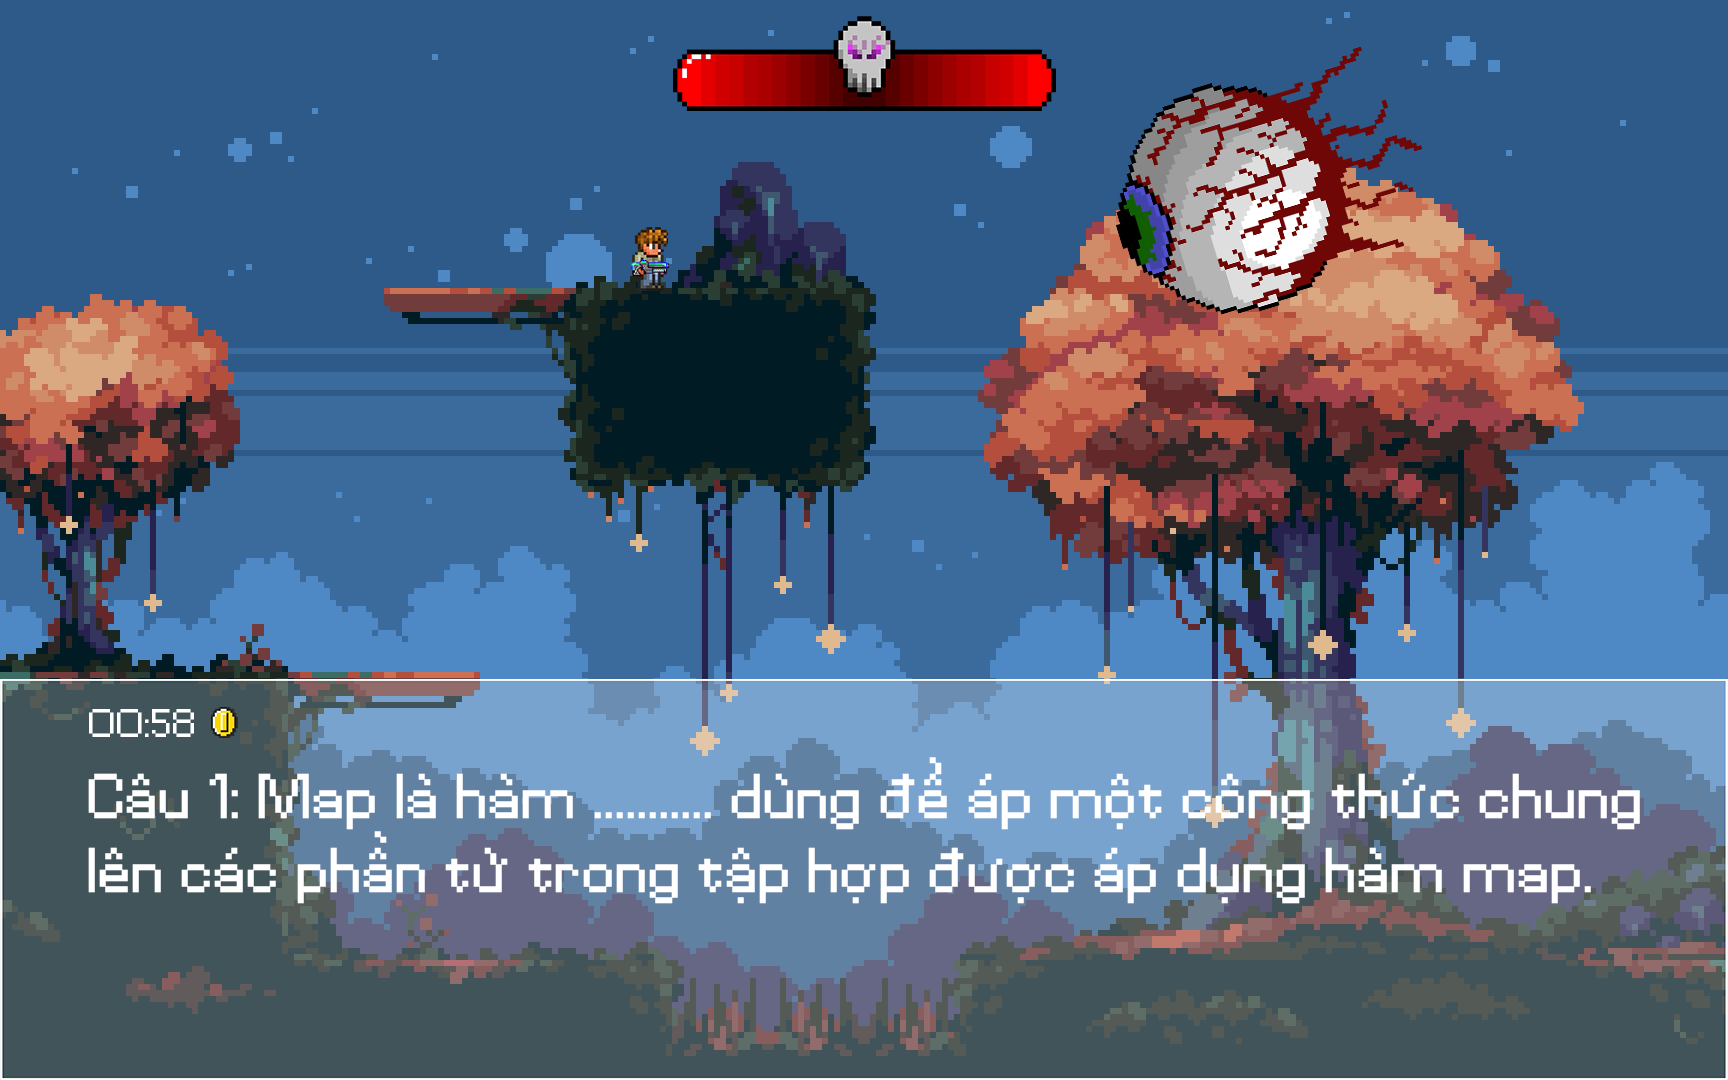 00:58
Câu 1: Map là hàm ........... dùng để áp một công thức chung
lên các phần tử trong tập hợp được áp dụng hàm map.